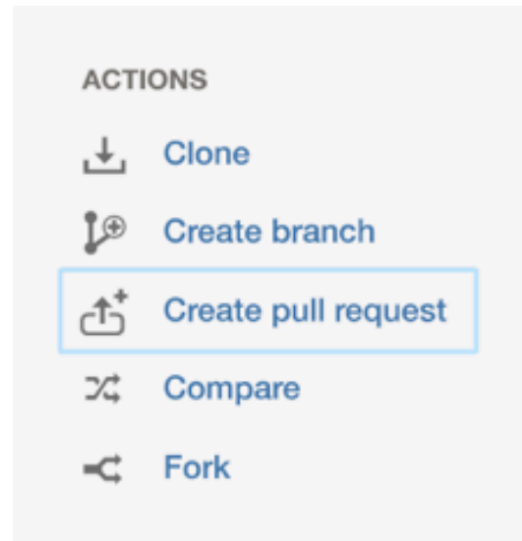 ACTIONS
Clone
Create branch
Create pull request
Compare
Fork